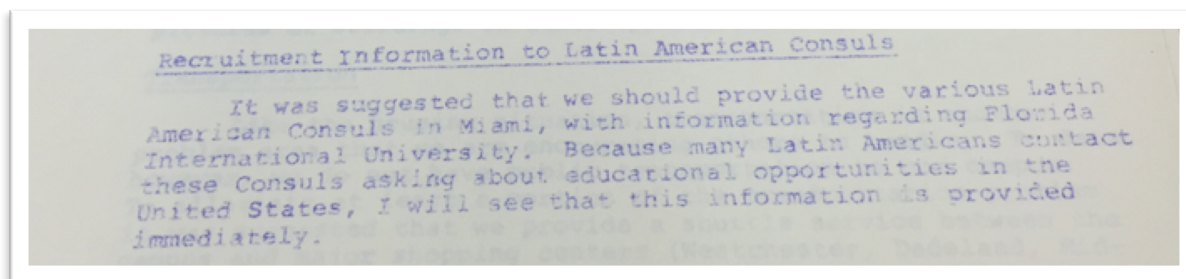 Recruitment Information to Latin American Consuls
It was suggested that we should provide the various Latin
American Consuls in Miami, with information regarding Florida
International University. Because many Latin Americans contact
these Consuls asking about educational opportunities in the
United States, I will see that this information is provided
immediately.